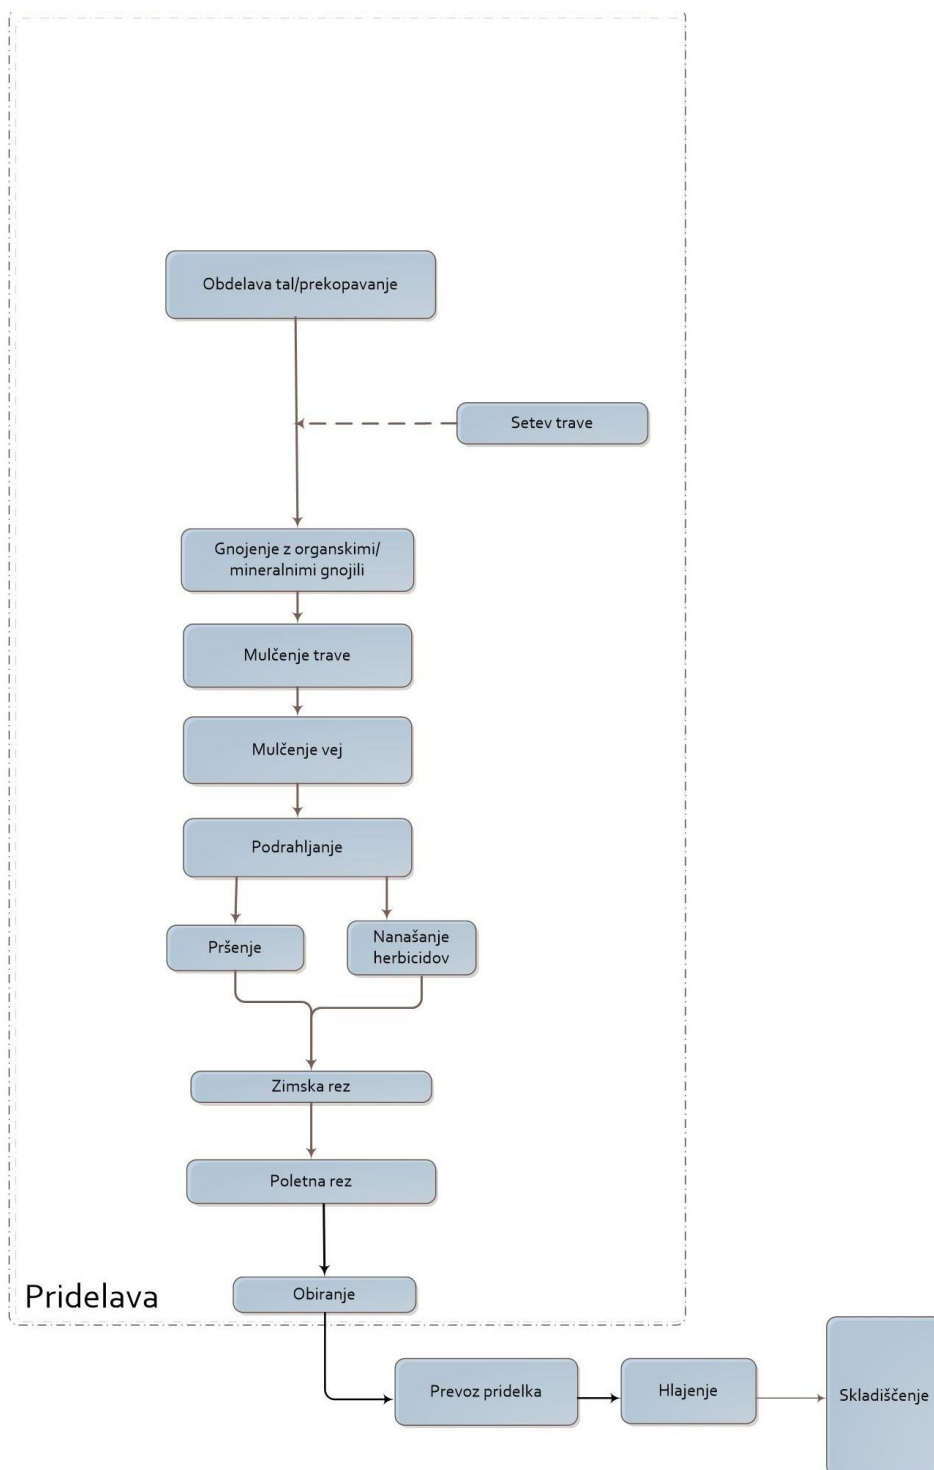 Obdelava tal/prekopavanje
Setev trave
Gnojenje z organskimi/
mineralnimi gnojili
Mulčenje trave
Mulčenje vej
Podrahljanje
Pršenje
Nanašanje
herbicidov
Zimska rez
Poletna rez
Obiranje
Pridelava
Prevoz pridelka
Hlajenje
Skladiščenje